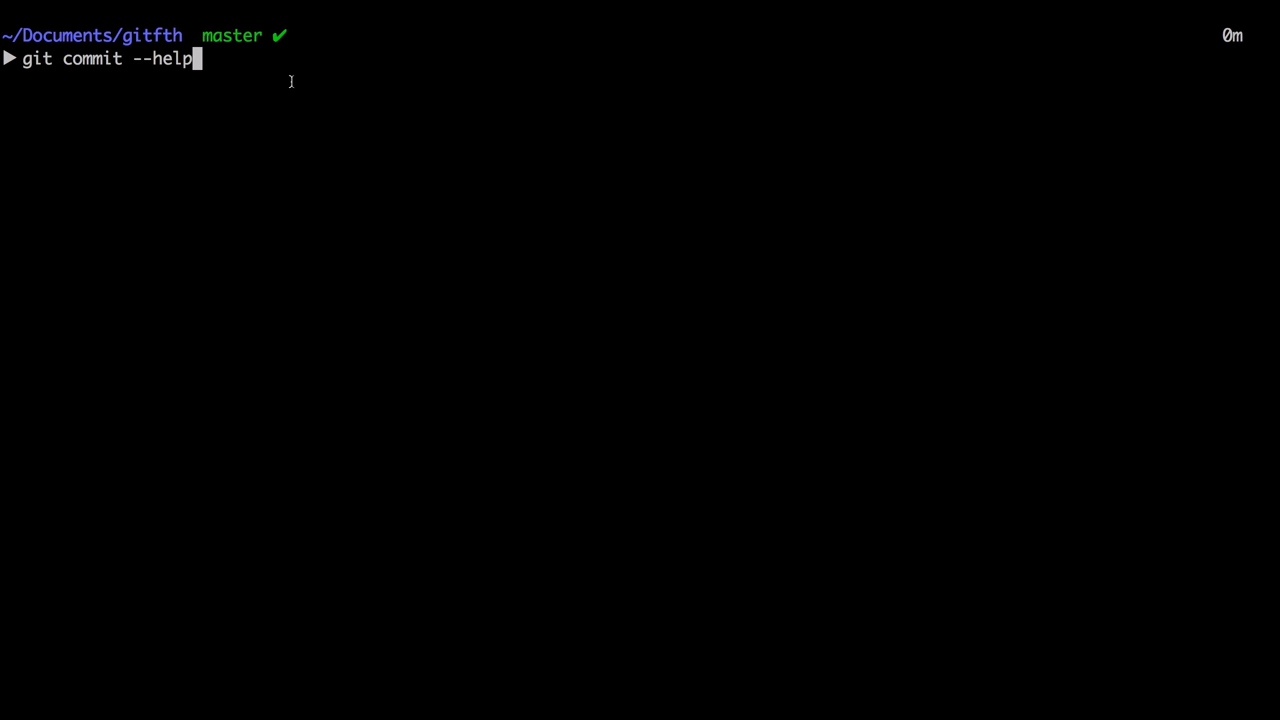 ~/Documents/gitfth  master ✔ 0m
▶ git commit --help